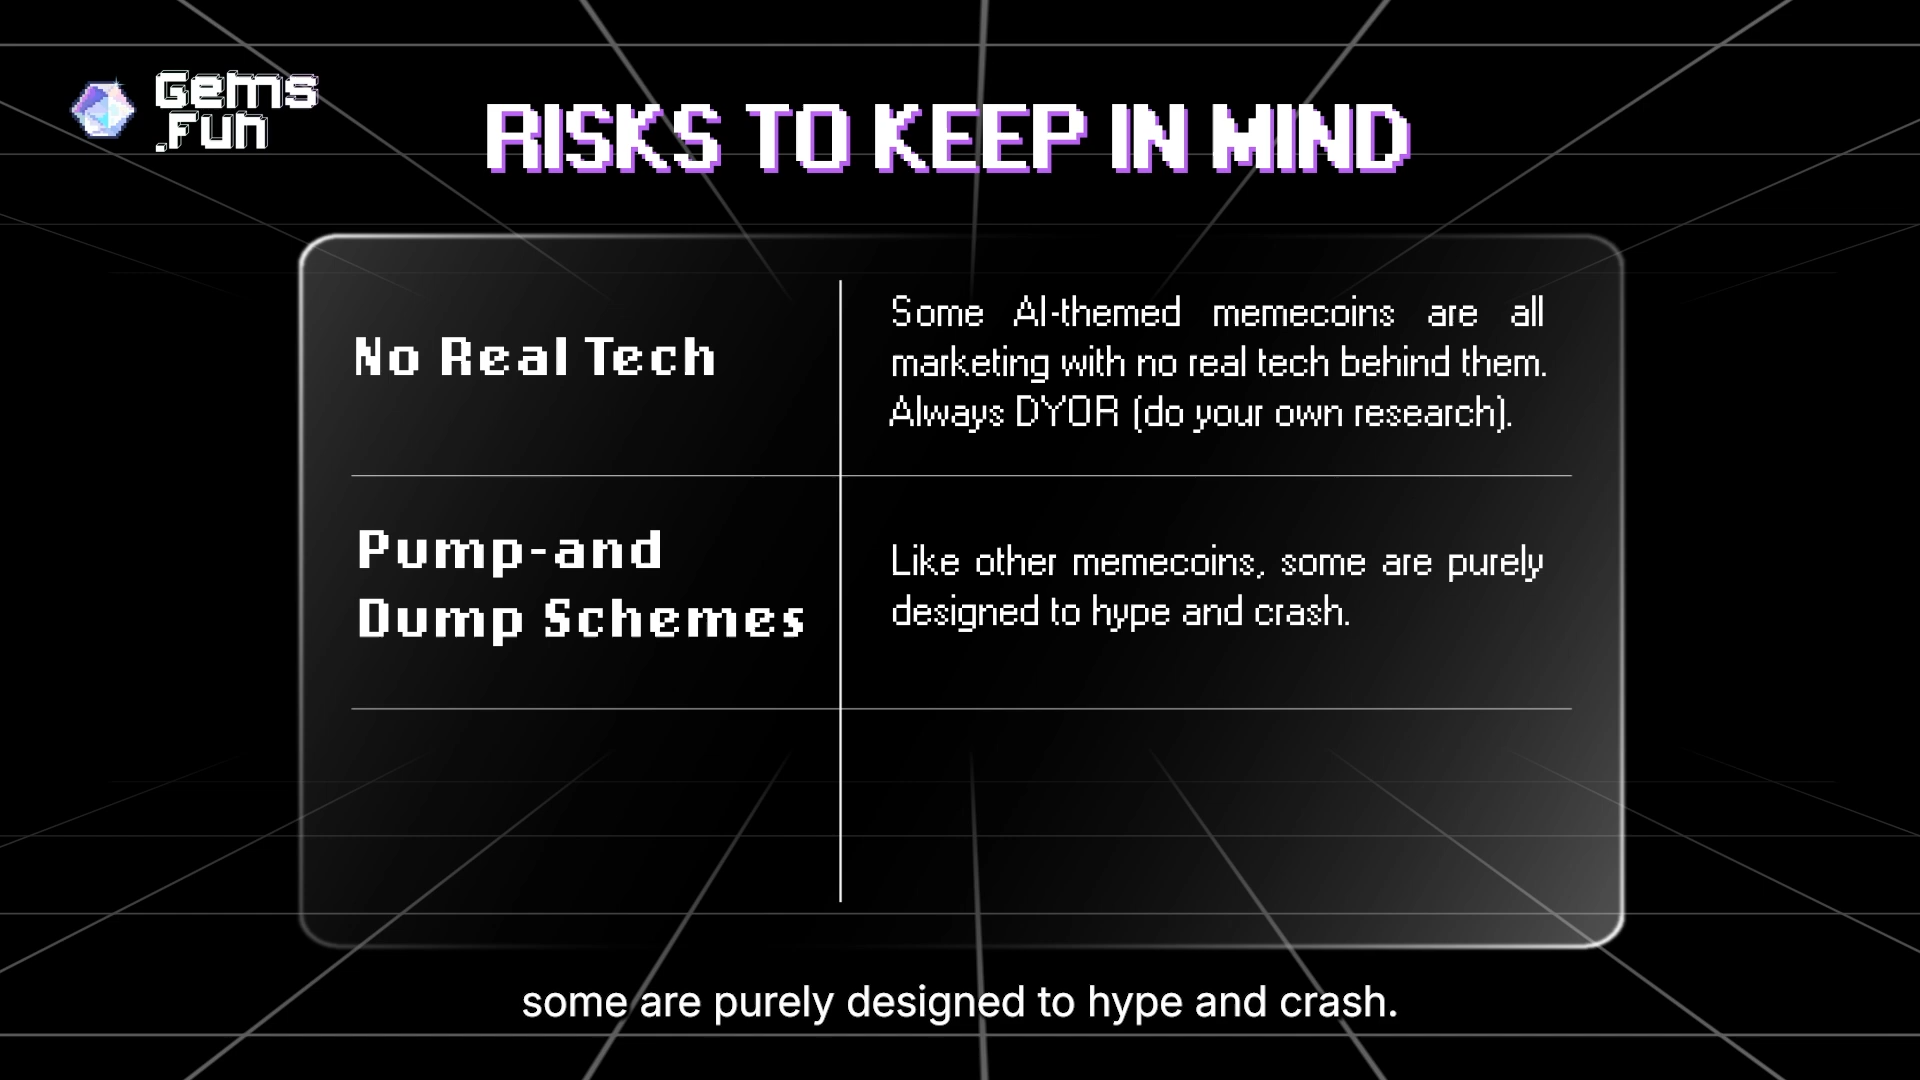 Gems
.Fun
RISKS TO KEEP IN MIND
No Real Tech
Some AI-themed memecoins are all
marketing with no real tech behind them.
Always DYOR (do your own research).
Pump-and
Dump Schemes
Like other memecoins, some are purely
designed to hype and crash.
some are purely designed to hype and crash.